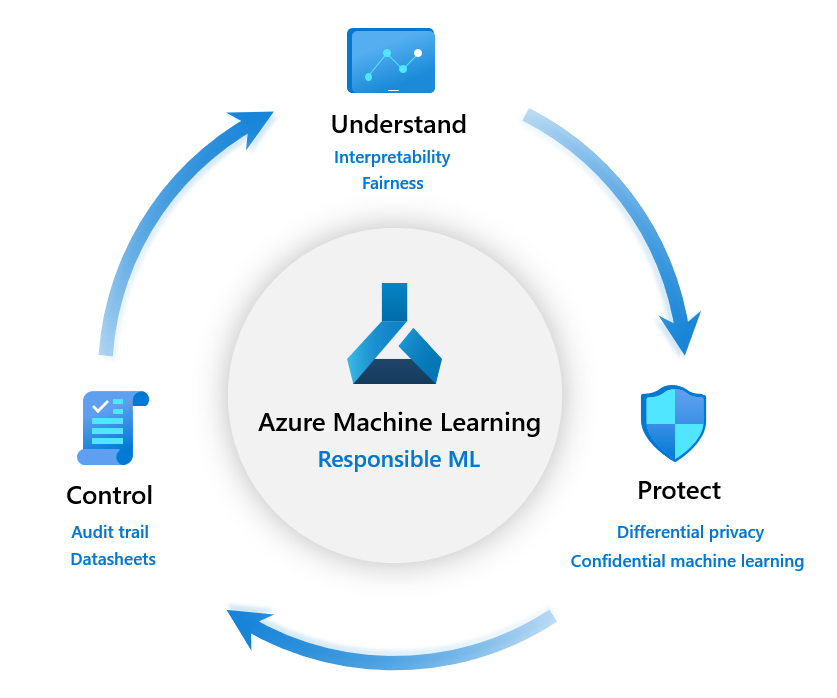 Understand
Interpretability
Fairness
Azure Machine Learning
Responsible ML
Protect
Differential privacy
Confidential machine learning
Control
Audit trail
Datasheets